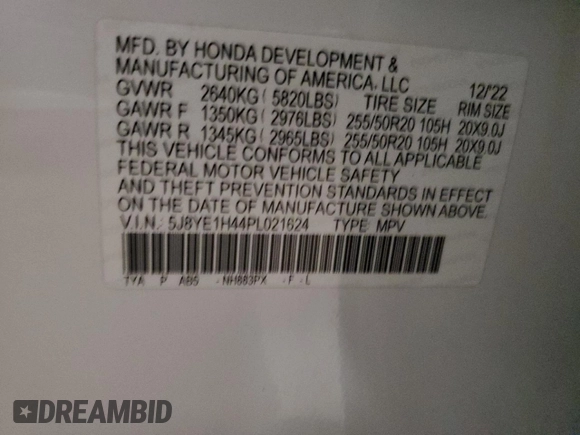 MFD. BY HONDA DEVELOPMENT &
MANUFACTURING OF AMERICA, LLC 12/'22
GVWR 2640KG ( 5820LBS) TIRE SIZE RIM SIZE
GAWR F 1350KG ( 2976LBS) 255/50R20 105H 20X9.0J
GAWR R 1345KG ( 2965LBS) 255/50R20 105H 20X9.0J
THIS VEHICLE CONFORMS TO ALL APPLICABLE
FEDERAL MOTOR VEHICLE SAFETY
AND THEFT PREVENTION STANDARDS IN EFFECT
ON THE DATE OF MANUFACTURE SHOWN ABOVE.
V.I.N.: 5J8YE1H44PL021624 TYPE: MPV
TYA P AB5 - NH883PX - F - L
DREAMBID